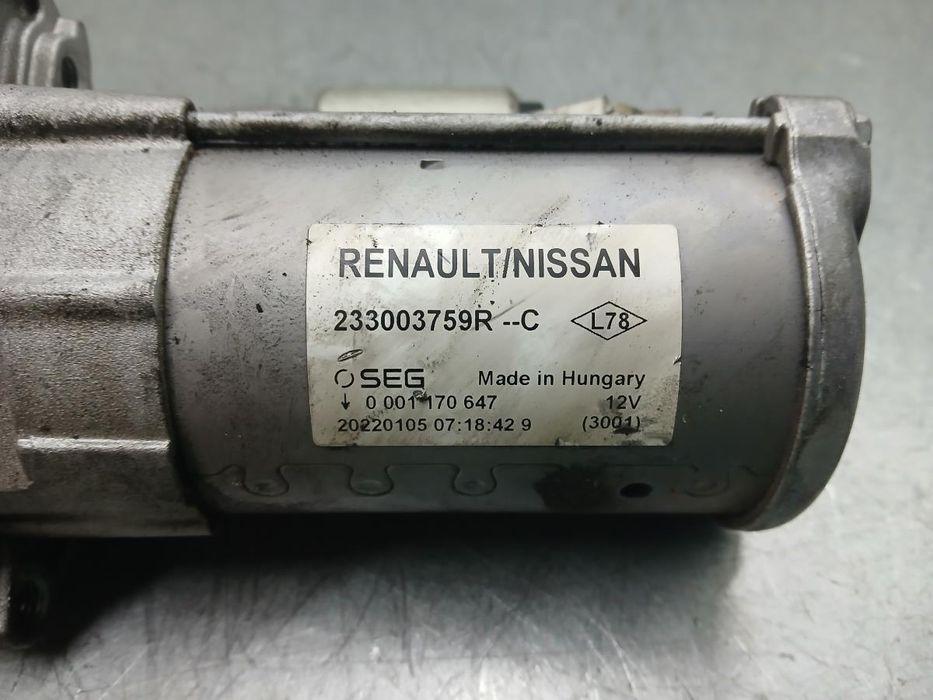 RENAULT/NISSAN
233003759R --C L78
SEG Made in Hungary
0 001 170 647 12V
20220105 07:18:42 9 (3001)